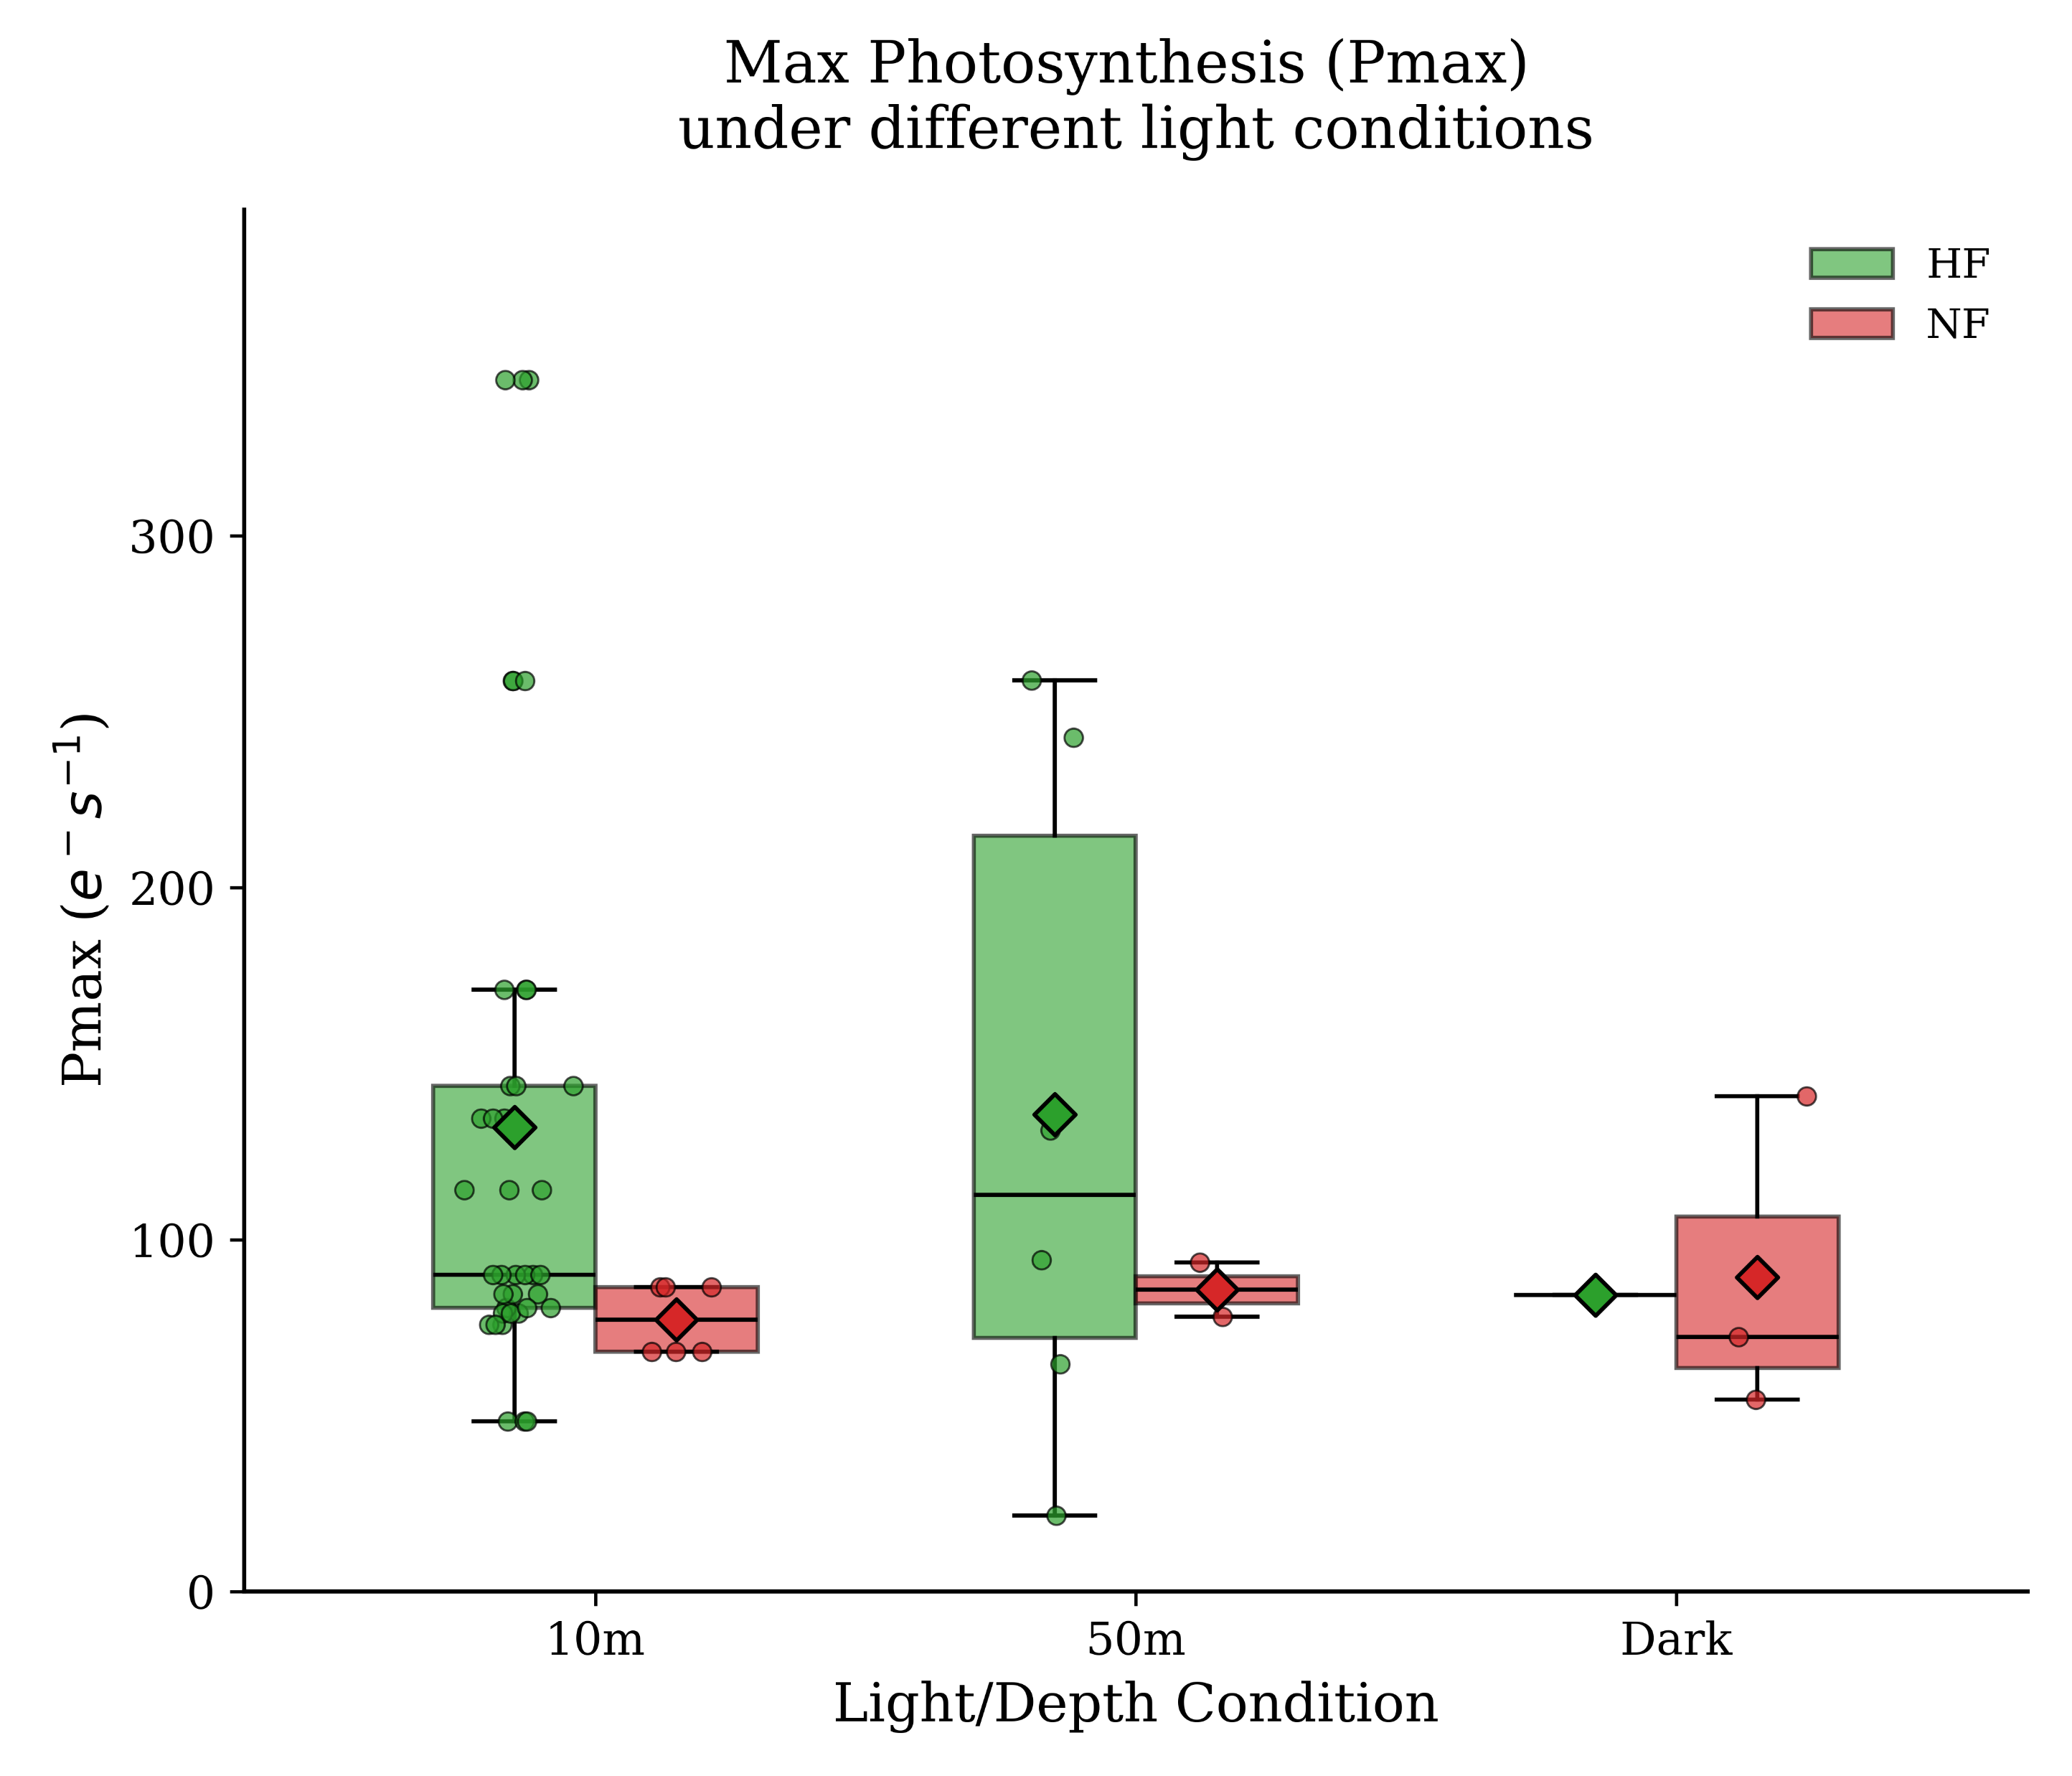 Max Photosynthesis (Pmax)
under different light conditions
HF
NF
Pmax (e⁻ s⁻¹)
300
200
100
0
10m
50m
Dark
Light/Depth Condition